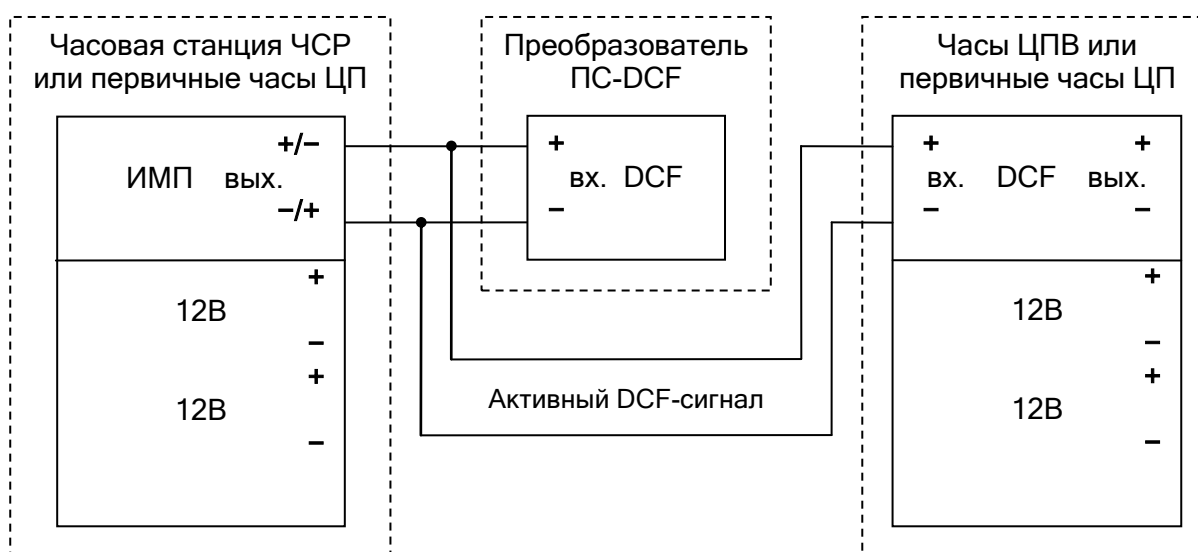 Часовая станция ЧСР
или первичные часы ЦП
+/–
ИМП вых.
–/+
+
12В
–
+
12В
–
Преобразователь
ПС-DCF
+
вх. DCF
–
Активный DCF-сигнал
Часы ЦПВ или
первичные часы ЦП
+ +
вх. DCF вых.
– –
+
12В
–
+
12В
–